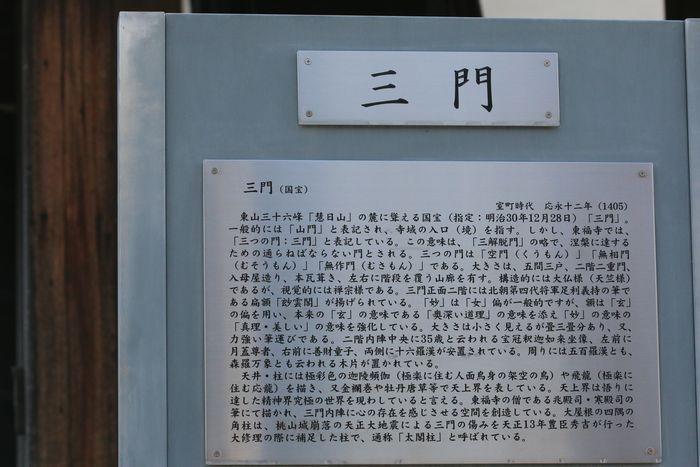 三門
三門（国宝）
室町時代　応永十二年（1405）
東山三十六峰「慧日山」の麓に聳える国宝（指定：明治30年12月28日）「三門」。
一般的には「山門」と表記され、寺域の入口（境）を指す。しかし、東福寺では、
「三つの門：三門」と表記している。この意味は、「三解脱門」の略で、涅槃に達する
ための通らねばならない門とされる。三つの門は「空門（くうもん）」「無相門
（むそうもん）」「無作門（むさもん）」である。大きさは、五間三戸、二階二重門、
入母屋造り、本瓦葺き、左右に階段を覆う山廊を有す。構造的には大仏様（天竺様）
であるが、視覚的には禅宗様である。三門正面二階には北朝第四代将軍足利義持の筆で
ある扁額「玅雲閣」が揚げられている。「妙」は「女」偏が一般的ですが、額は「玄」
の偏を用い、本来の「玄」の意味である「奥深い道理」の意味を添え「妙」の意味の
「真理・美しい」の意味を強化している。大きさは小さく見えるが畳三畳分あり、又、
力強い筆運びである。二階内陣中央に35歳と云われる宝冠釈迦如来坐像、左前に
月蓋尊者、右前に善財童子、両側に十六羅漢が安置されている。周りには五百羅漢とも、
森羅万象とも云われる木片が置かれている。
天井・柱には極彩色の迦陵頻伽（極楽に住む人面鳥身の架空の鳥）や飛龍（極楽に
住む応龍）を描き、又金襴巻や牡丹唐草等で天上界を表している。天上界は悟りに
達した精神界究極の世界を現わしていると言える。東福寺の僧である兆殿司・寒殿司の
筆にて描かれ、三門内陣に心の存在を感じさせる空間を創造している。大屋根の四隅の
角柱は、桃山城崩落の天正大地震による三門の傷みを天正13年豊臣秀吉が行った
大修理の際に補足した柱で、通称「太閤柱」と呼ばれている。